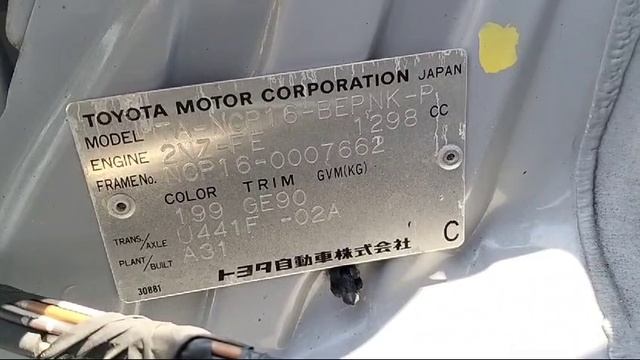 TOYOTA MOTOR CORPORATION JAPAN
MODEL A-NCP16-BEPNK-P
ENGINE 2N7-FE 1298 CC
FRAME No. NCP16-0007662
COLOR TRIM GVM(KG)
199 GE90
TRANS./AXLE U441F -02A
PLANT/BUILT A31
トヨタ自動車株式会社 C
30881